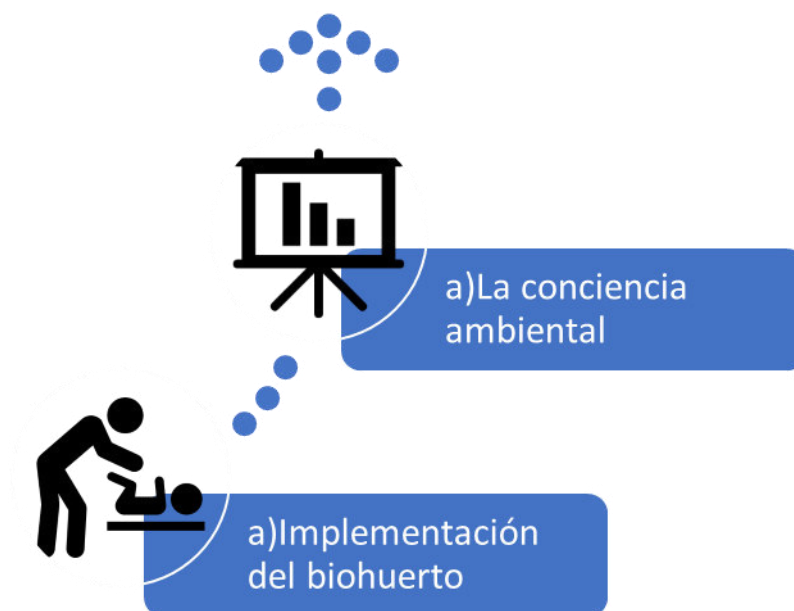 a)La conciencia
ambiental
a)Implementación
del biohuerto